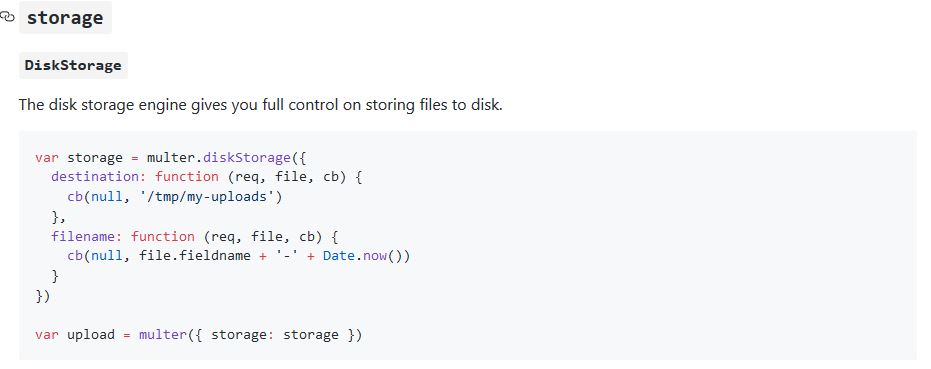 storage
DiskStorage
The disk storage engine gives you full control on storing files to disk.
var storage = multer.diskStorage({
  destination: function (req, file, cb) {
    cb(null, '/tmp/my-uploads')
  },
  filename: function (req, file, cb) {
    cb(null, file.fieldname + '-' + Date.now())
  }
})
var upload = multer({ storage: storage })